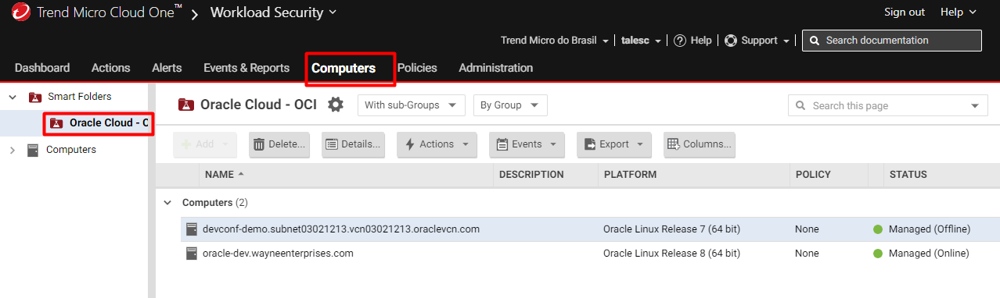 Trend Micro Cloud One™ > Workload Security
Sign out Help
Trend Micro do Brasil talesc Help Support Search documentation
Dashboard Actions Alerts Events & Reports Computers Policies Administration
Smart Folders
Oracle Cloud - C
Computers
Oracle Cloud - OCI With sub-Groups By Group Search this page
Add Delete... Details... Actions Events Export Columns...
NAME DESCRIPTION PLATFORM POLICY STATUS
Computers (2)
devconf-demo.subnet03021213.vcn03021213.oraclevcn.com Oracle Linux Release 7 (64 bit) None Managed (Offline)
oracle-dev.wayneenterprises.com Oracle Linux Release 8 (64 bit) None Managed (Online)